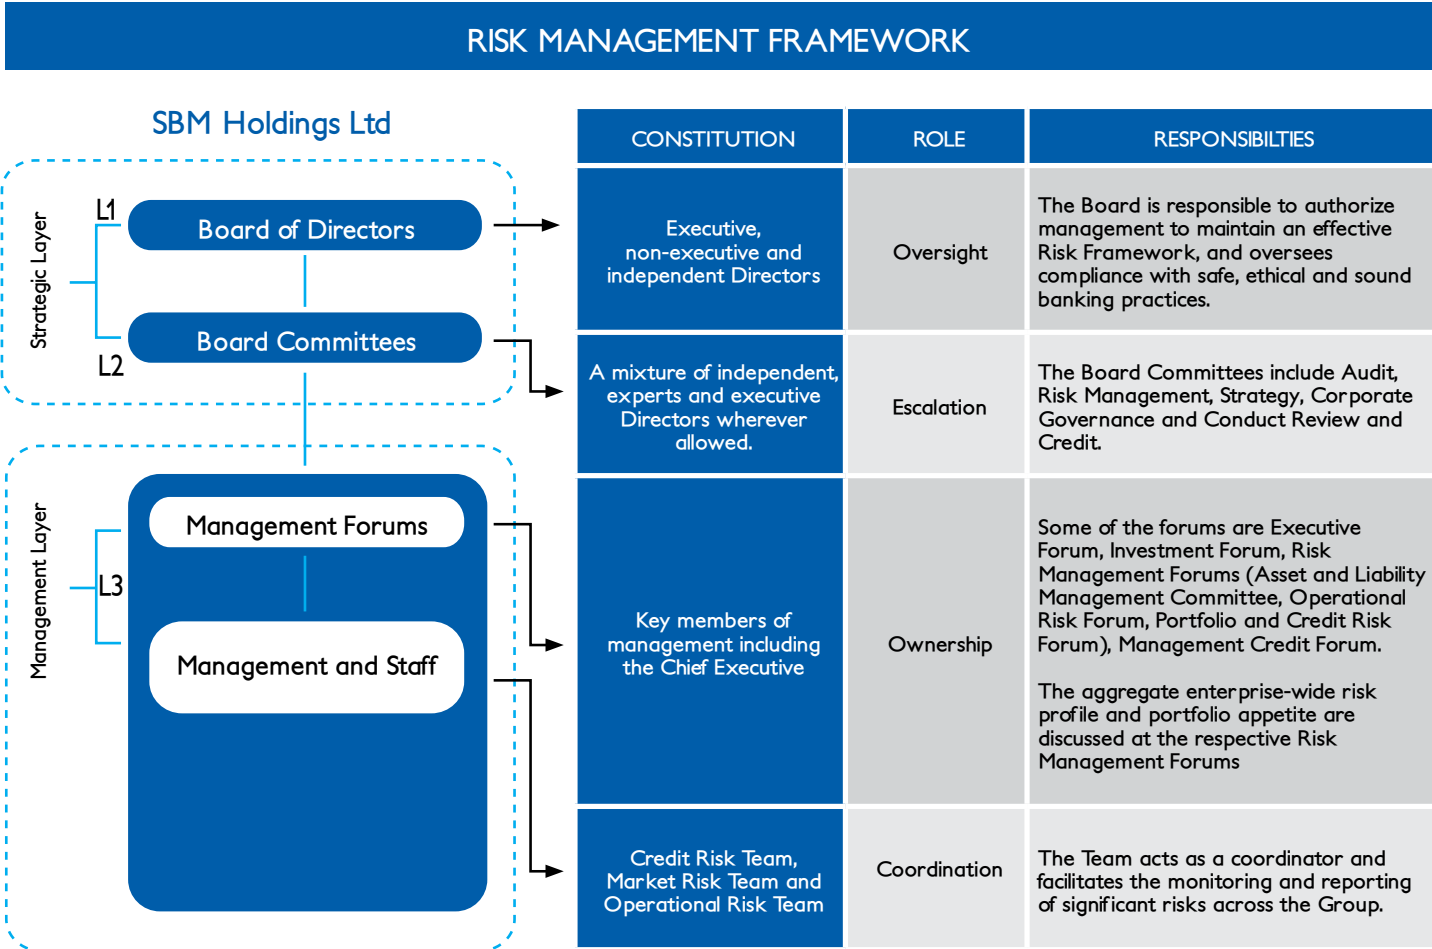 RISK MANAGEMENT FRAMEWORK
SBM Holdings Ltd
Strategic Layer
L1
Board of Directors
Board Committees
L2
Management Layer
L3
Management Forums
Management and Staff
CONSTITUTION
ROLE
RESPONSIBILTIES
Executive,
non-executive and
independent Directors
Oversight
The Board is responsible to authorize
management to maintain an effective
Risk Framework, and oversees
compliance with safe, ethical and sound
banking practices.
A mixture of independent,
experts and executive
Directors wherever
allowed.
Escalation
The Board Committees include Audit,
Risk Management, Strategy, Corporate
Governance and Conduct Review and
Credit.
Key members of
management including
the Chief Executive
Ownership
Some of the forums are Executive
Forum, Investment Forum, Risk
Management Forums (Asset and Liability
Management Committee, Operational
Risk Forum, Portfolio and Credit Risk
Forum), Management Credit Forum.
The aggregate enterprise-wide risk
profile and portfolio appetite are
discussed at the respective Risk
Management Forums
Credit Risk Team,
Market Risk Team and
Operational Risk Team
Coordination
The Team acts as a coordinator and
facilitates the monitoring and reporting
of significant risks across the Group.